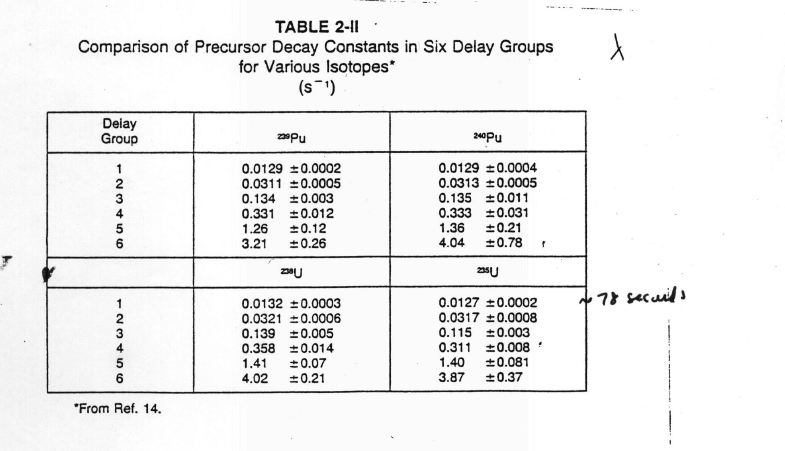 TABLE 2-II
Comparison of Precursor Decay Constants in Six Delay Groups
for Various Isotopes*
(s⁻¹)
λ
Delay
Group ²³⁹Pu ²⁴⁰Pu
1 0.0129 ±0.0002 0.0129 ±0.0004
2 0.0311 ±0.0005 0.0313 ±0.0005
3 0.134 ±0.003 0.135 ±0.011
4 0.331 ±0.012 0.333 ±0.031
5 1.26 ±0.12 1.36 ±0.21
6 3.21 ±0.26 4.04 ±0.78
²³⁸U ²³⁵U
1 0.0132 ±0.0003 0.0127 ±0.0002 ~ 78 seconds
2 0.0321 ±0.0006 0.0317 ±0.0008
3 0.139 ±0.005 0.115 ±0.003
4 0.358 ±0.014 0.311 ±0.008
5 1.41 ±0.07 1.40 ±0.081
6 4.02 ±0.21 3.87 ±0.37
*From Ref. 14.